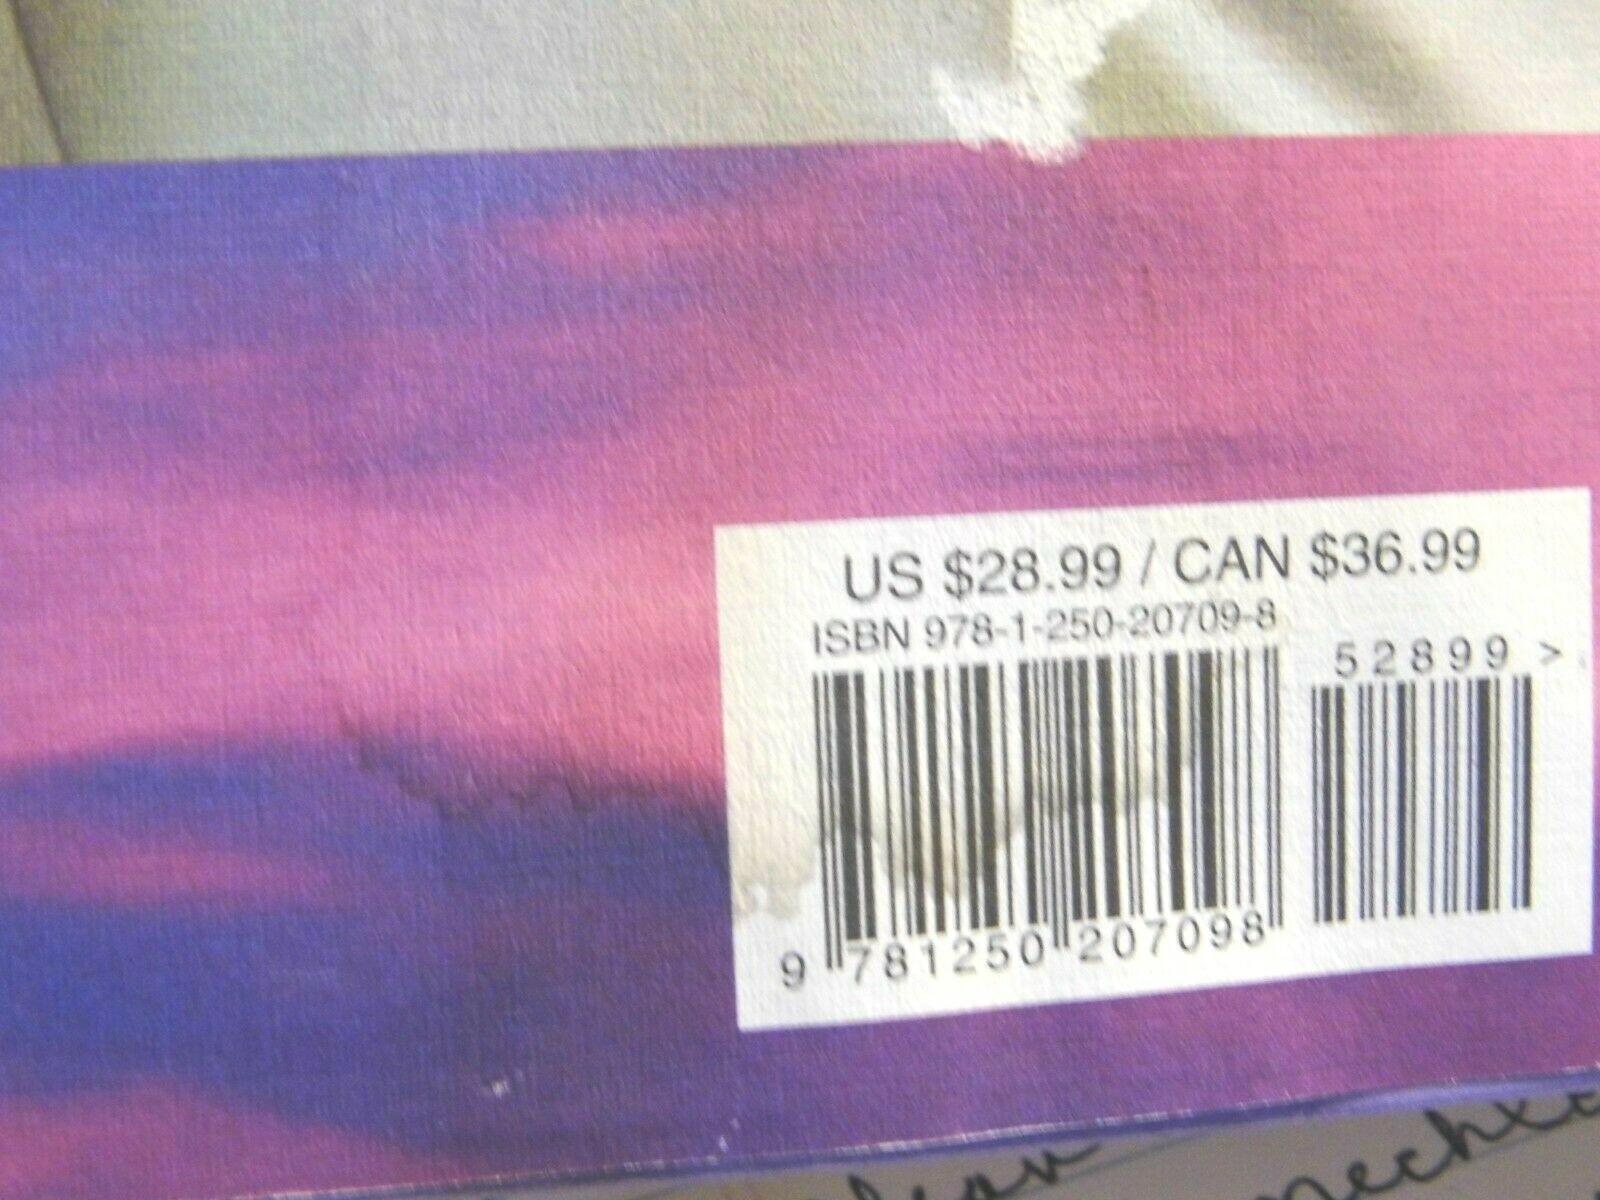 US $28.99 / CAN $36.99
ISBN 978-1-250-20709-8
52899 >
9 781250 207098